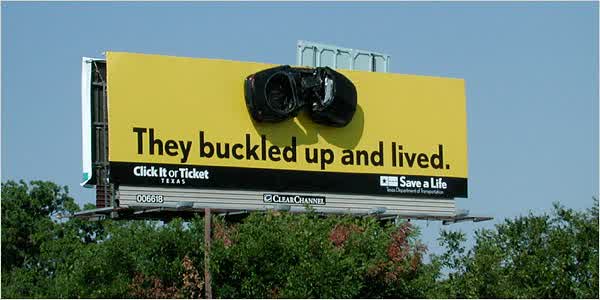 They buckled up and lived.
Click It or Ticket
TEXAS
Save a Life
Texas Department of Transportation
006618
CLEARCHANNEL